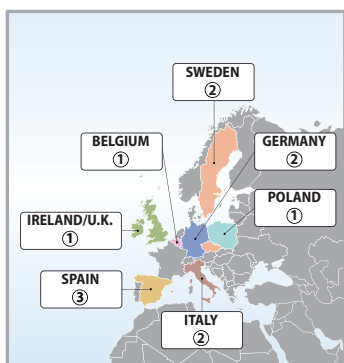 SWEDEN
②
BELGIUM
①
GERMANY
②
POLAND
①
IRELAND/U.K.
①
SPAIN
③
ITALY
②